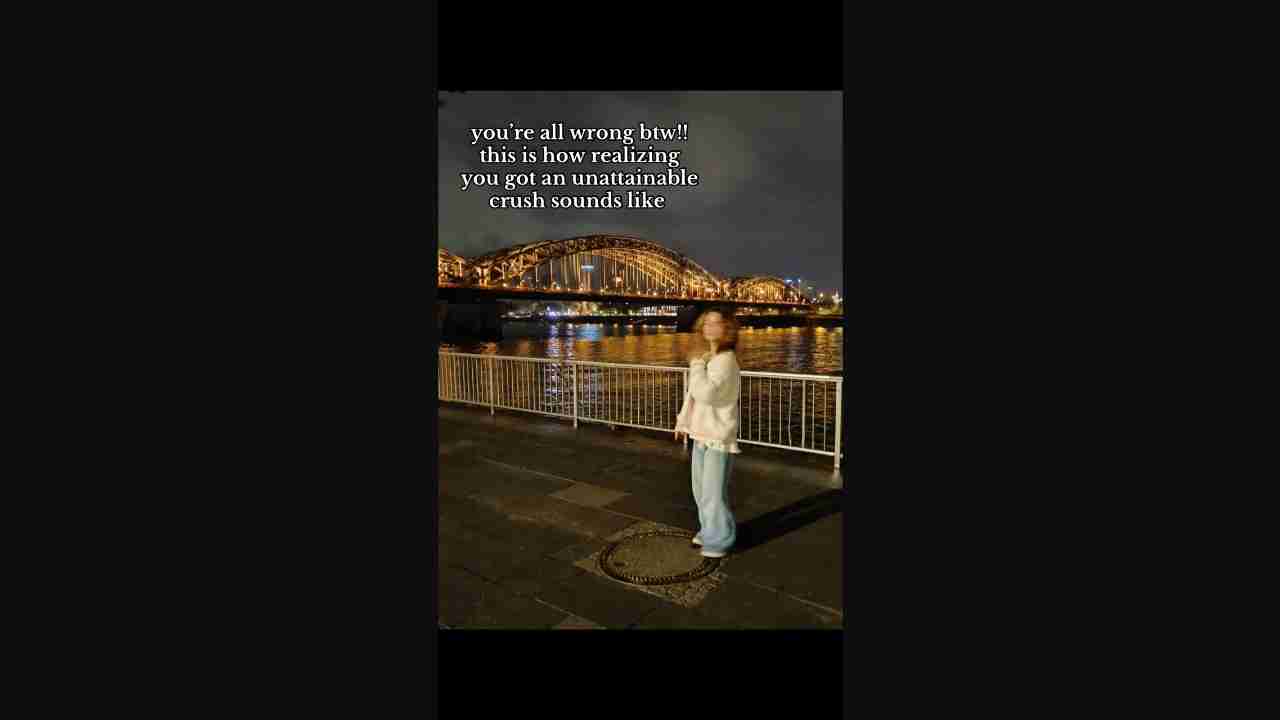 you’re all wrong btw!!
this is how realizing
you got an unattainable
crush sounds like